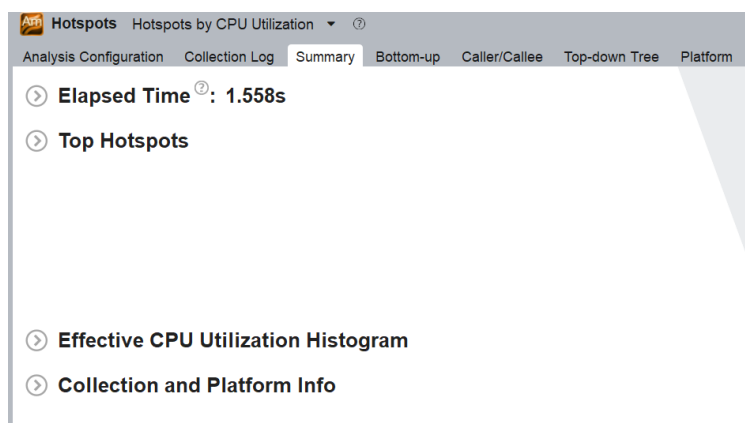 Hotspots Hotspots by CPU Utilization ?
Analysis Configuration Collection Log Summary Bottom-up Caller/Callee Top-down Tree Platform
Elapsed Time ? : 1.558s
Top Hotspots
Effective CPU Utilization Histogram
Collection and Platform Info